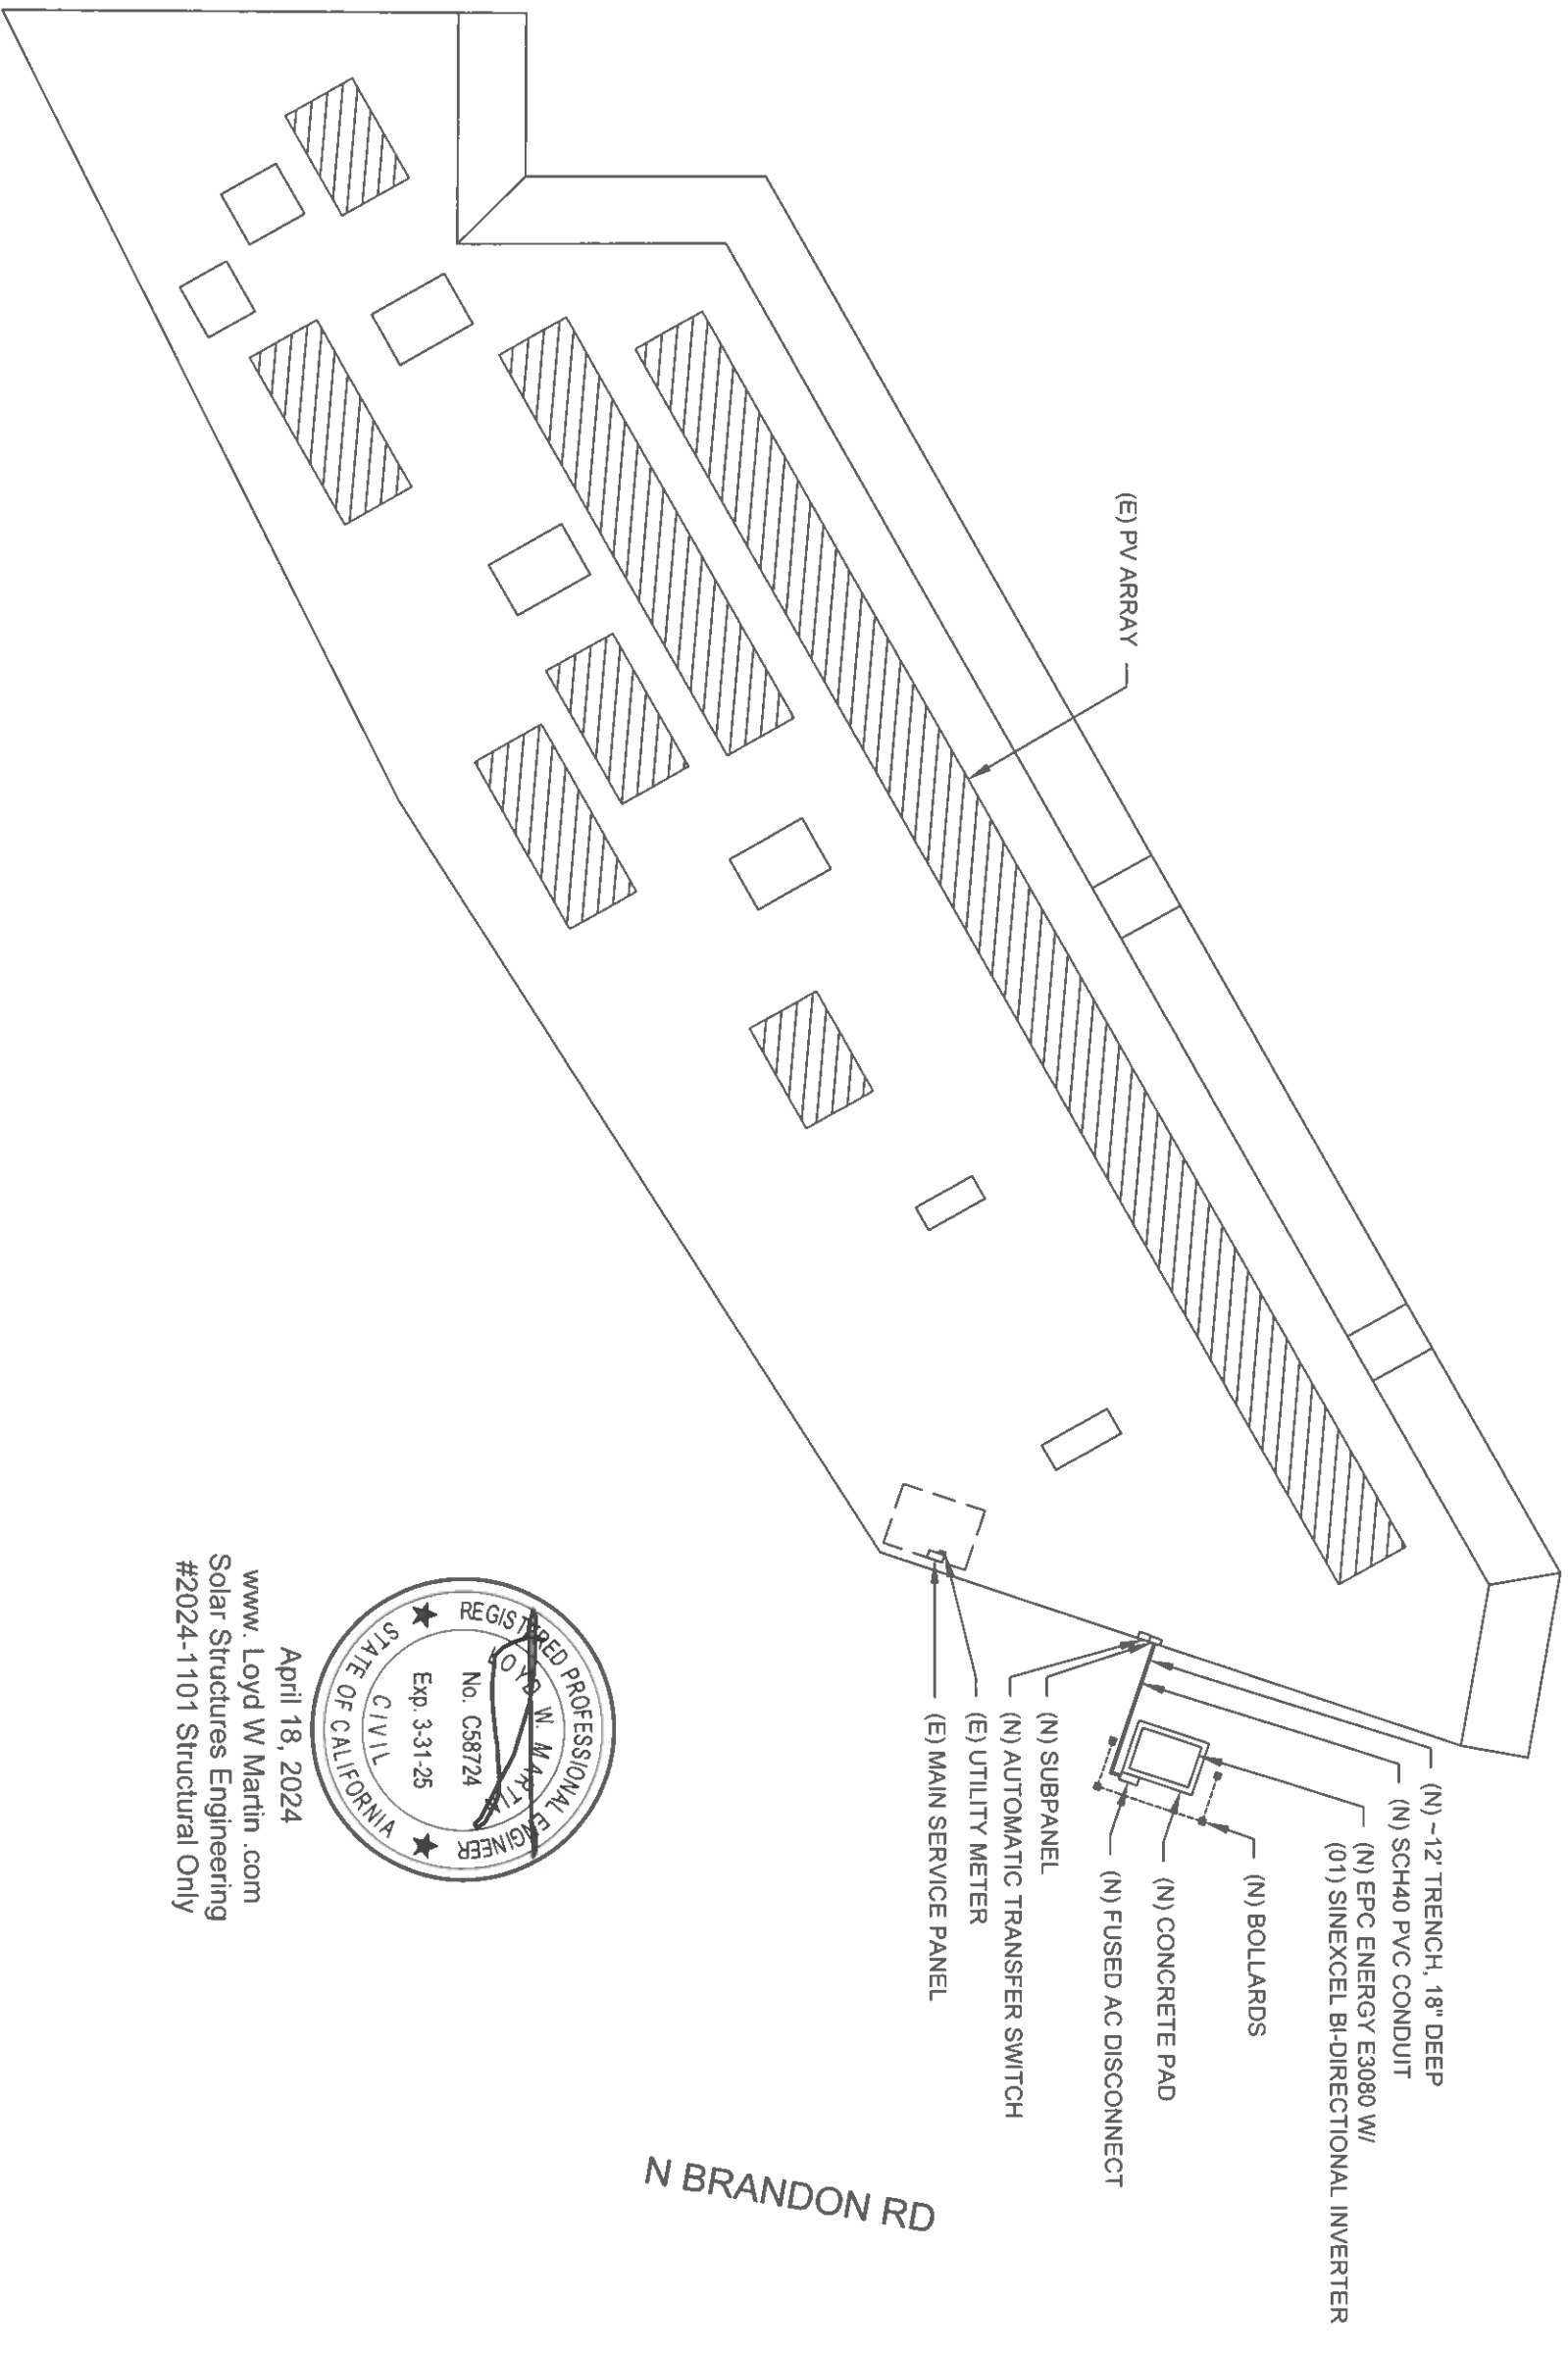 (N) ~12' TRENCH, 18" DEEP
(N) SCH40 PVC CONDUIT
(N) EPC ENERGY E3080 W/
(01) SINEXCEL BI-DIRECTIONAL INVERTER
(N) BOLLARDS
(N) CONCRETE PAD
(N) FUSED AC DISCONNECT
(E) PV ARRAY
(N) SUBPANEL
(N) AUTOMATIC TRANSFER SWITCH
(E) UTILITY METER
(E) MAIN SERVICE PANEL
N BRANDON RD
REGISTERED PROFESSIONAL ENGINEER
LOYD W. MARTIN
No. C58724
Exp. 3-31-25
CIVIL
STATE OF CALIFORNIA
April 18, 2024
www. Loyd W Martin .com
Solar Structures Engineering
#2024-1101 Structural Only